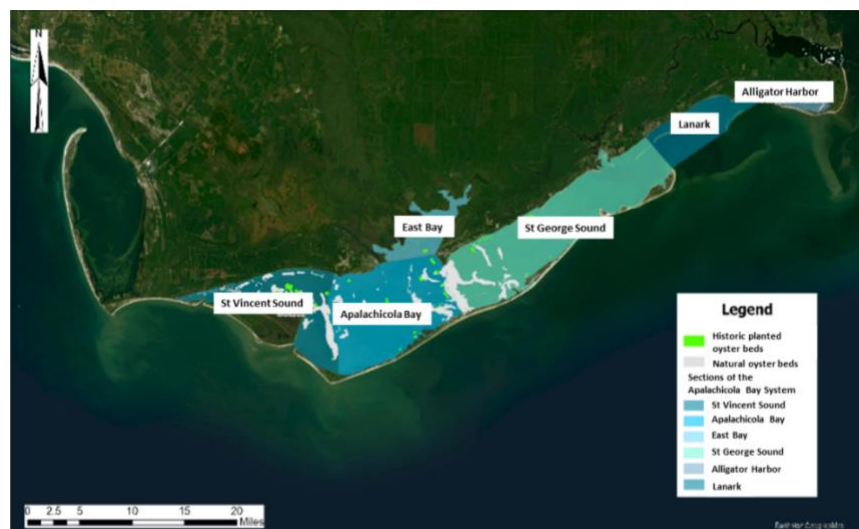 N
Alligator Harbor
Lanark
East Bay
St George Sound
St Vincent Sound
Apalachicola Bay
Legend
Historic planted
oyster beds
Natural oyster beds
Sections of the
Apalachicola Bay System
St Vincent Sound
Apalachicola Bay
East Bay
St George Sound
Alligator Harbor
Lanark
0 2.5 5 10 15 20
Miles